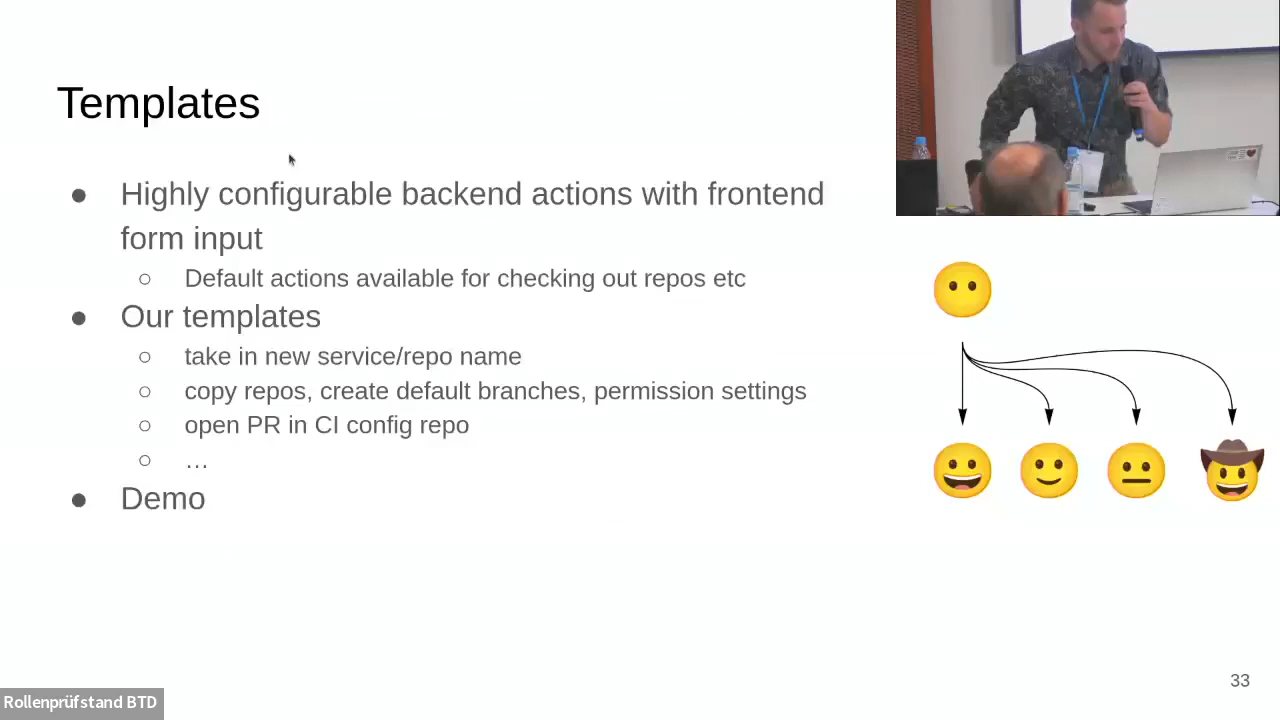 Templates
● Highly configurable backend actions with frontend
form input
○ Default actions available for checking out repos etc
● Our templates
○ take in new service/repo name
○ copy repos, create default branches, permission settings
○ open PR in CI config repo
○ …
● Demo
33
Rollenprüfstand BTD